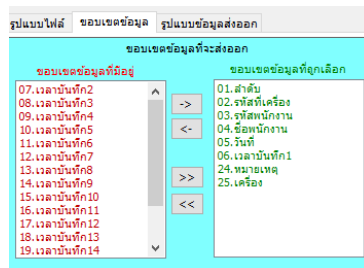 รูปแบบไฟล์ ขอบเขตข้อมูล รูปแบบข้อมูลส่งออก
ขอบเขตข้อมูลที่จะส่งออก
ขอบเขตข้อมูลที่มีอยู่
07.เวลาบันทึก2
08.เวลาบันทึก3
09.เวลาบันทึก4
10.เวลาบันทึก5
11.เวลาบันทึก6
12.เวลาบันทึก7
13.เวลาบันทึก8
14.เวลาบันทึก9
15.เวลาบันทึก10
16.เวลาบันทึก11
17.เวลาบันทึก12
18.เวลาบันทึก13
19.เวลาบันทึก14
->
<-
>>
<<
ขอบเขตข้อมูลที่ถูกเลือก
01.ลำดับ
02.รหัสที่เครื่อง
03.รหัสพนักงาน
04.ชื่อพนักงาน
05.วันที่
06.เวลาบันทึก1
24.หมายเหตุ
25.เครื่อง